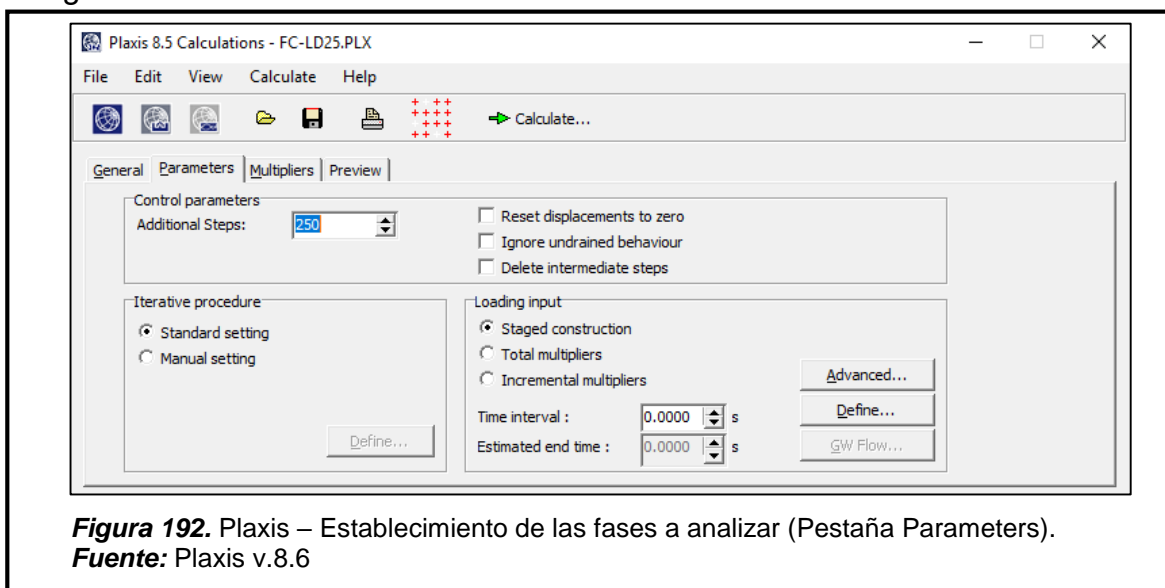 Plaxis 8.5 Calculations - FC-LD25.PLX
File Edit View Calculate Help
Calculate...
General Parameters Multipliers Preview
Control parameters
Additional Steps: 250
Reset displacements to zero
Ignore undrained behaviour
Delete intermediate steps
Iterative procedure
Standard setting
Manual setting
Define...
Loading input
Staged construction
Total multipliers
Incremental multipliers
Advanced...
Time interval : 0.0000 s
Define...
Estimated end time : 0.0000 s
GW Flow...
Figura 192. Plaxis – Establecimiento de las fases a analizar (Pestaña Parameters).
Fuente: Plaxis v.8.6